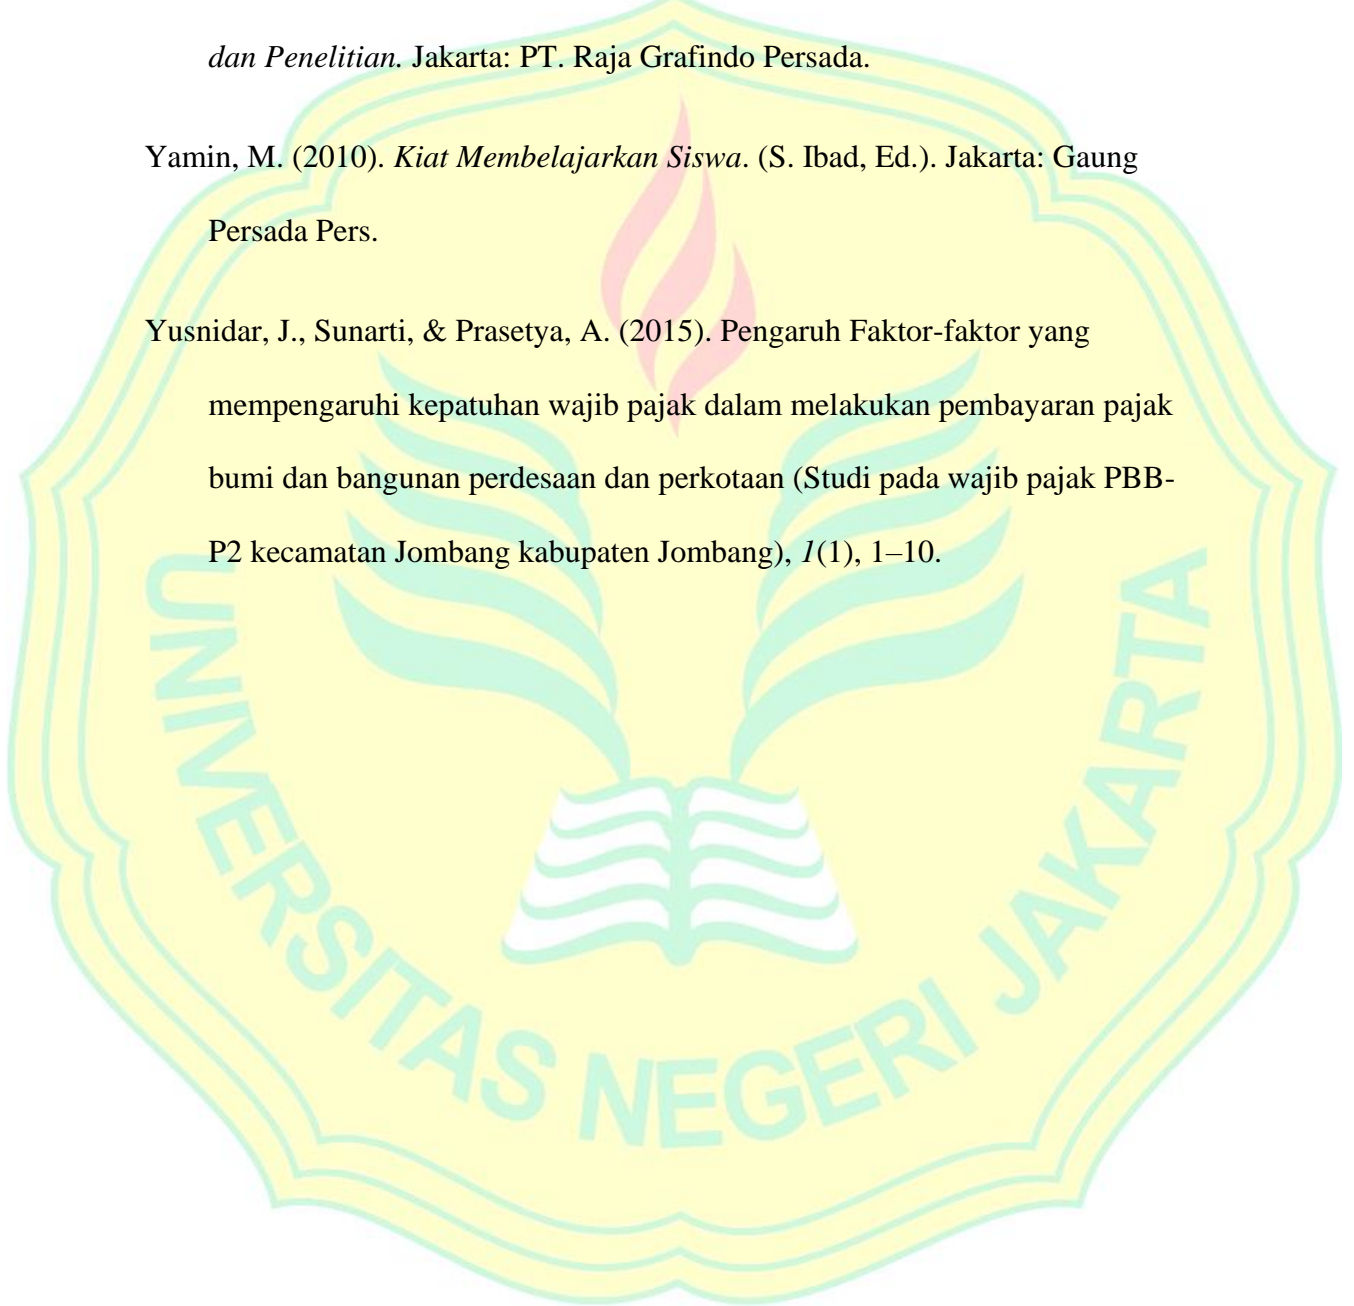 dan Penelitian. Jakarta: PT. Raja Grafindo Persada.
Yamin, M. (2010). Kiat Membelajarkan Siswa. (S. Ibad, Ed.). Jakarta: Gaung
Persada Pers.
Yusnidar, J., Sunarti, & Prasetya, A. (2015). Pengaruh Faktor-faktor yang
mempengaruhi kepatuhan wajib pajak dalam melakukan pembayaran pajak
bumi dan bangunan perdesaan dan perkotaan (Studi pada wajib pajak PBB-
P2 kecamatan Jombang kabupaten Jombang), 1(1), 1–10.
UNIVERSITAS NEGERI JAKARTA